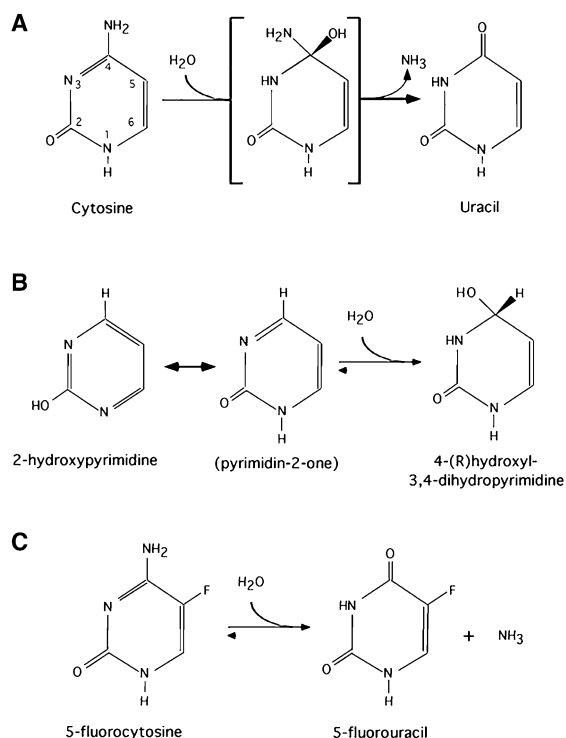 A
NH2
4
N 3
5
2
6
1
O
N
H
Cytosine
H2O
H2N
OH
HN
O
N
H
NH3
O
HN
O
N
H
Uracil
B
H
N
HO
N
2-hydroxypyrimidine
H
N
O
N
H
(pyrimidin-2-one)
H2O
HO
H
HN
O
N
H
4-(R)hydroxyl-
3,4-dihydropyrimidine
C
NH2
F
N
O
N
H
5-fluorocytosine
H2O
O
F
HN
O
N
H
5-fluorouracil
+ NH3